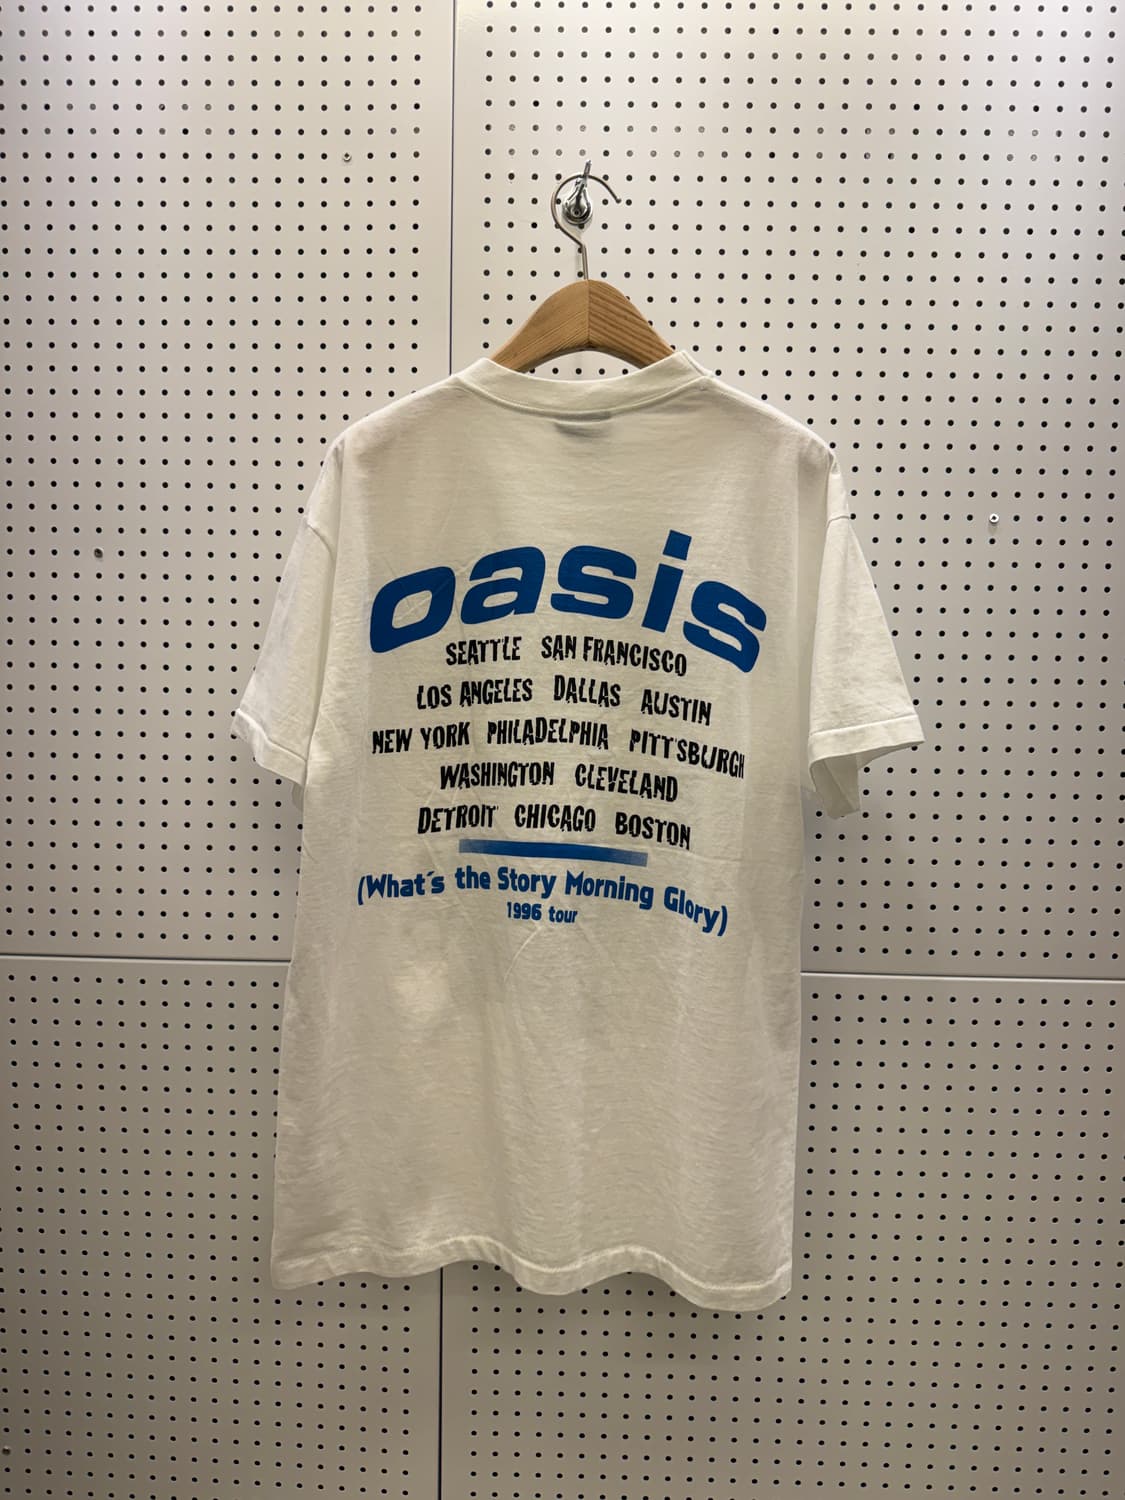 oasis
SEATTLE SAN FRANCISCO
LOS ANGELES DALLAS AUSTIN
NEW YORK PHILADELPHIA PITTSBURGH
WASHINGTON CLEVELAND
DETROIT CHICAGO BOSTON
(What's the Story Morning Glory)
1996 tour